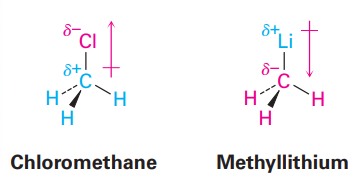 δ− δ+
Cl Li
δ+ δ−
C C
H H H H
H H
Chloromethane Methyllithium